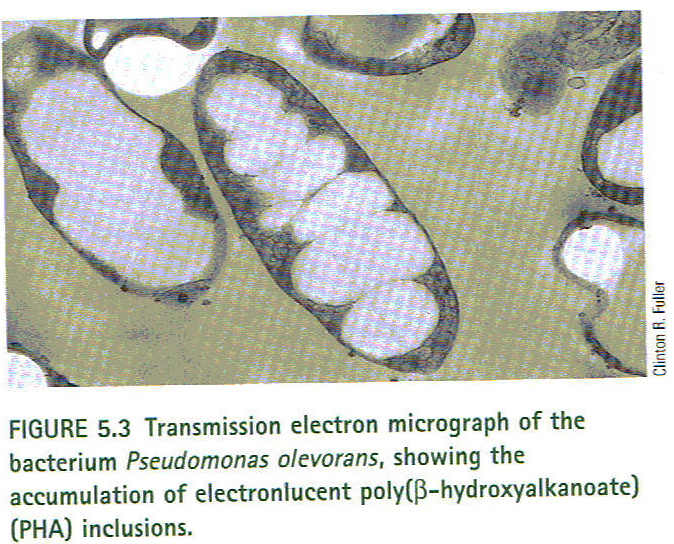 Clinton R. Fuller
FIGURE 5.3 Transmission electron micrograph of the
bacterium Pseudomonas olevorans, showing the
accumulation of electronlucent poly(β-hydroxyalkanoate)
(PHA) inclusions.